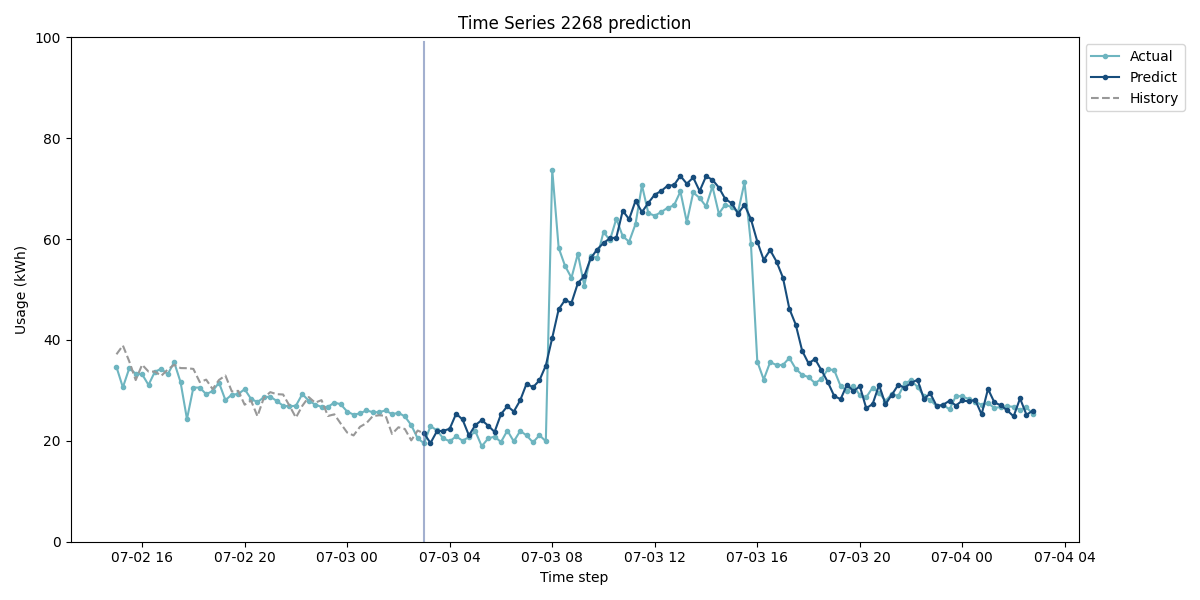 Time Series 2268 prediction
100
80
60
40
20
0
Usage (kWh)
07-02 16
07-02 20
07-03 00
07-03 04
07-03 08
07-03 12
07-03 16
07-03 20
07-04 00
07-04 04
Time step
Actual
Predict
History